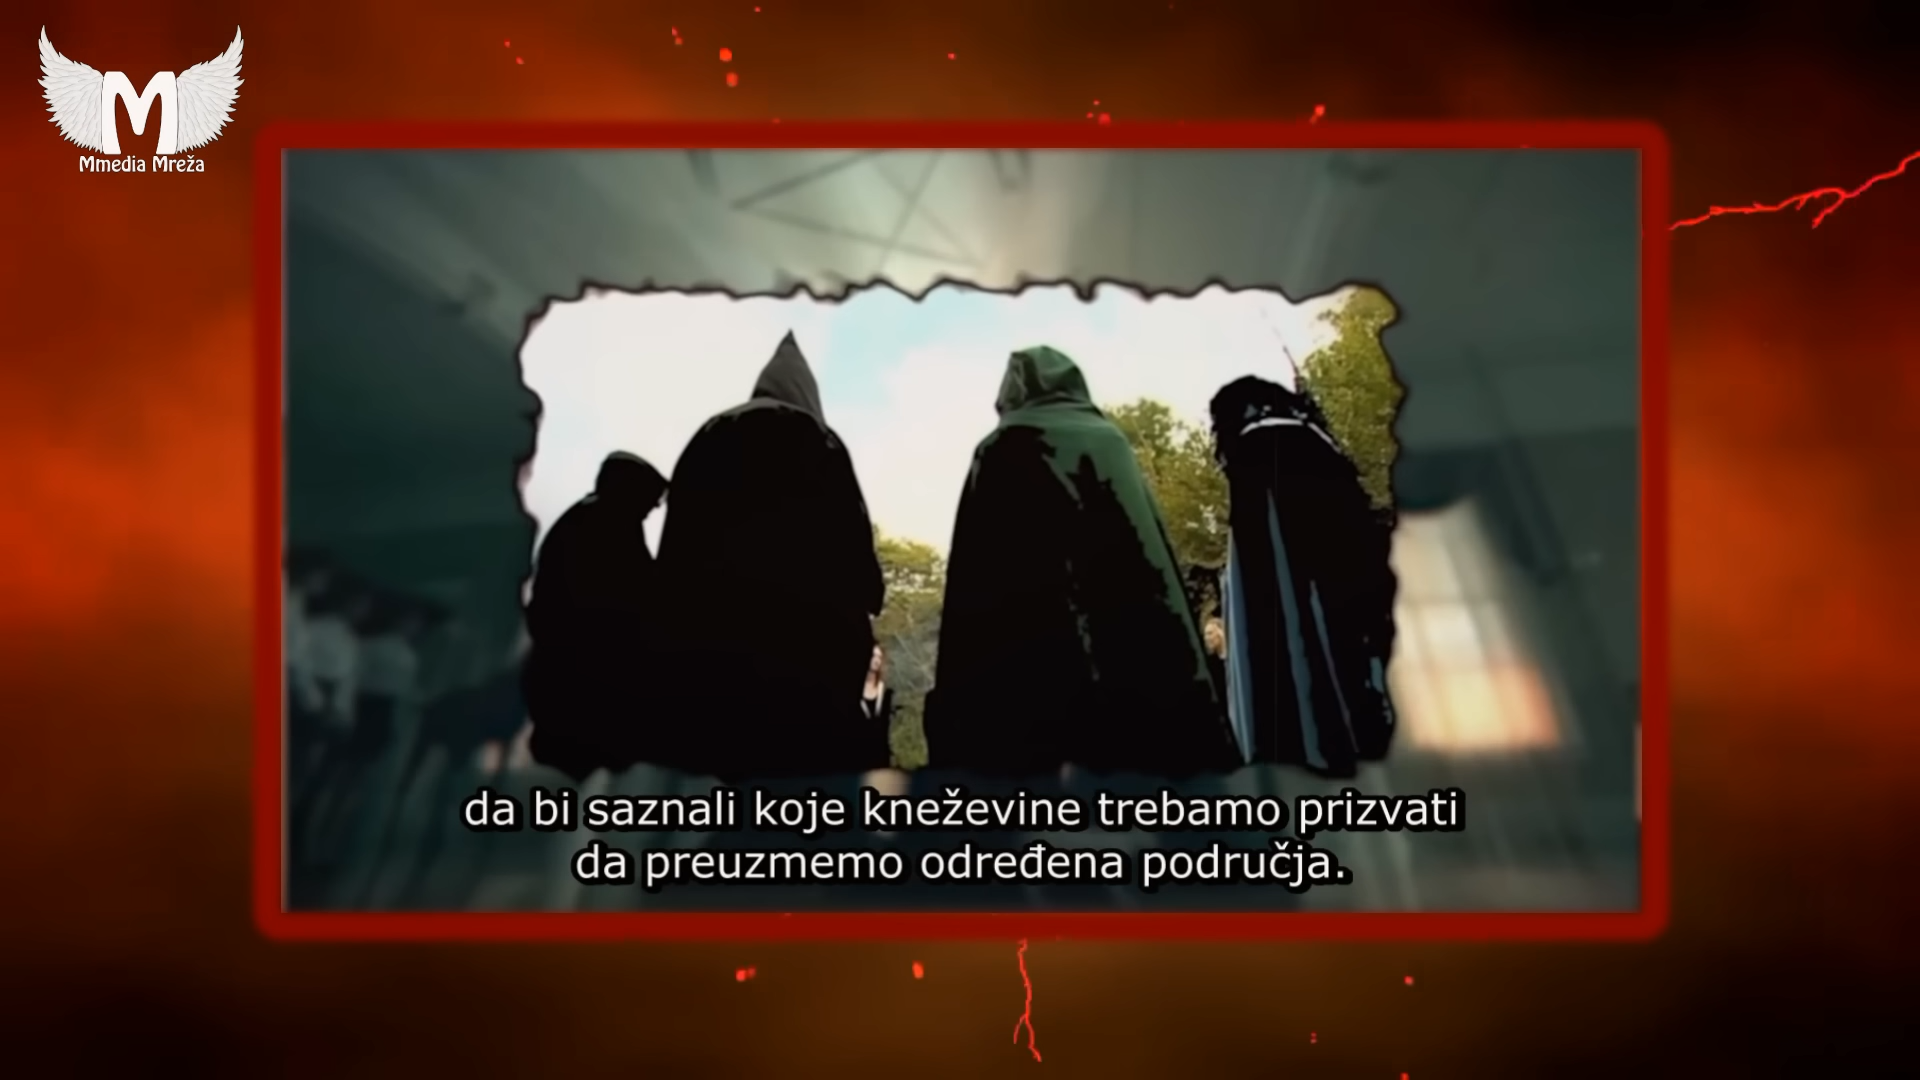 M
Mmedia Mreža
da bi saznali koje kneževine trebamo prizvati
da preuzmemo određena područja.